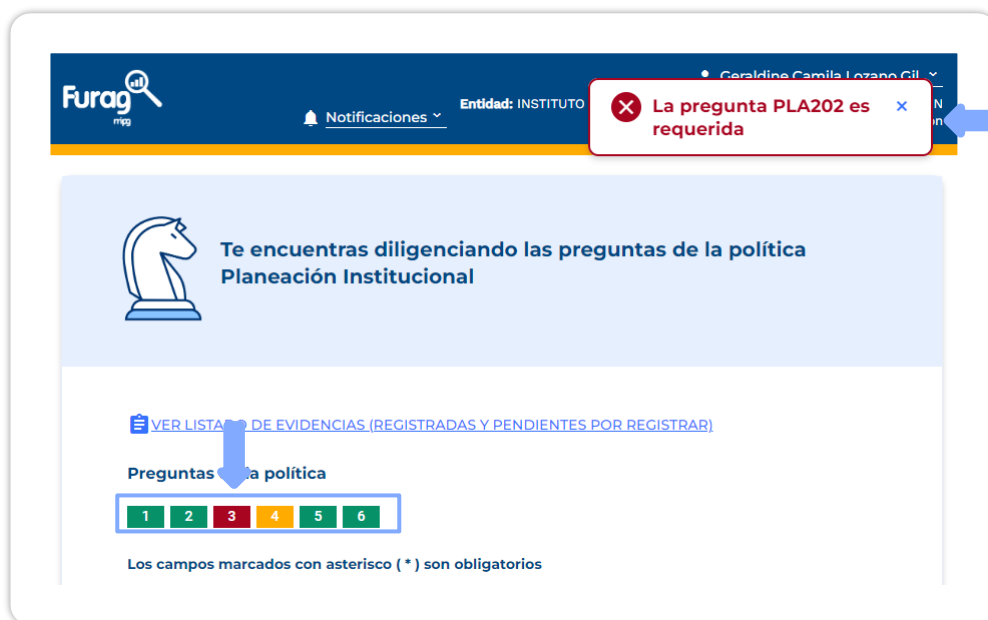 Furag
mipg
Notificaciones
Geraldine Camila Lozano Gil
Entidad: INSTITUTO
La pregunta PLA202 es
requerida
Te encuentras diligenciando las preguntas de la política
Planeación Institucional
VER LISTADO DE EVIDENCIAS (REGISTRADAS Y PENDIENTES POR REGISTRAR)
Preguntas la política
1 2 3 4 5 6
Los campos marcados con asterisco ( * ) son obligatorios